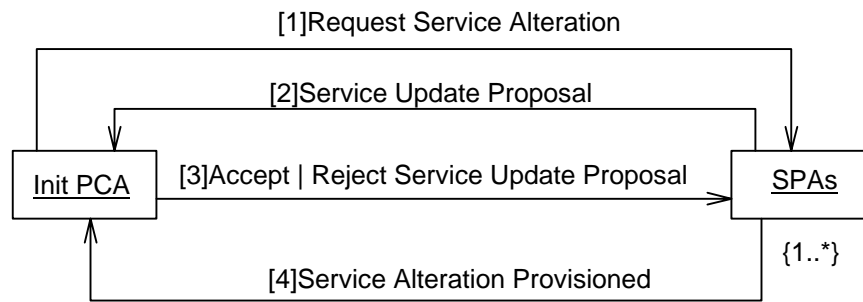 [1]Request Service Alteration
[2]Service Update Proposal
Init PCA
[3]Accept | Reject Service Update Proposal
SPAs
{1..*}
[4]Service Alteration Provisioned